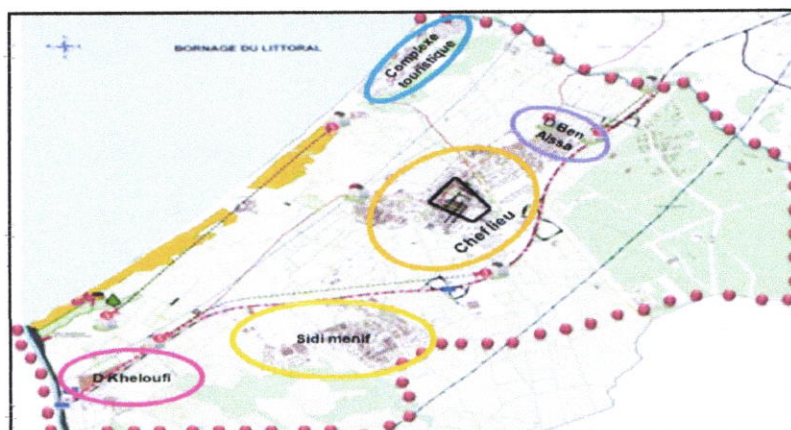 BORNAGE DU LITTORAL
Complexe
touristique
D Ben
Aissa
Chef lieu
Sidi menif
D Kheloufi